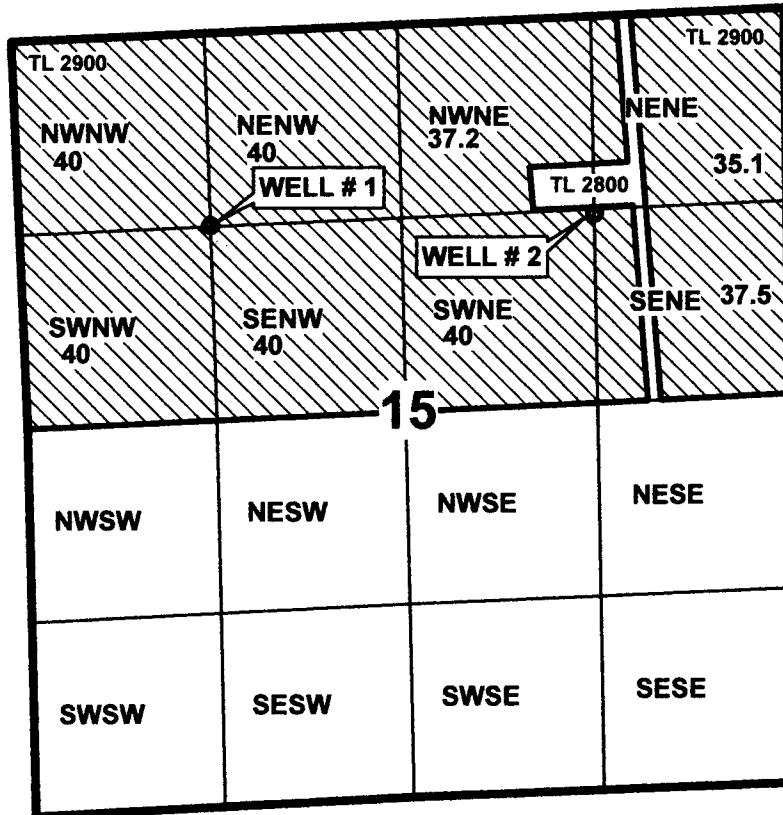 TL 2900
TL 2900
NWNW
40
NENW
40
NWNE
37.2
NENE
35.1
WELL # 1
TL 2800
WELL # 2
SWNW
40
SENW
40
SWNE
40
SENE 37.5
15
NWSW
NESW
NWSE
NESE
SWSW
SESW
SWSE
SESE